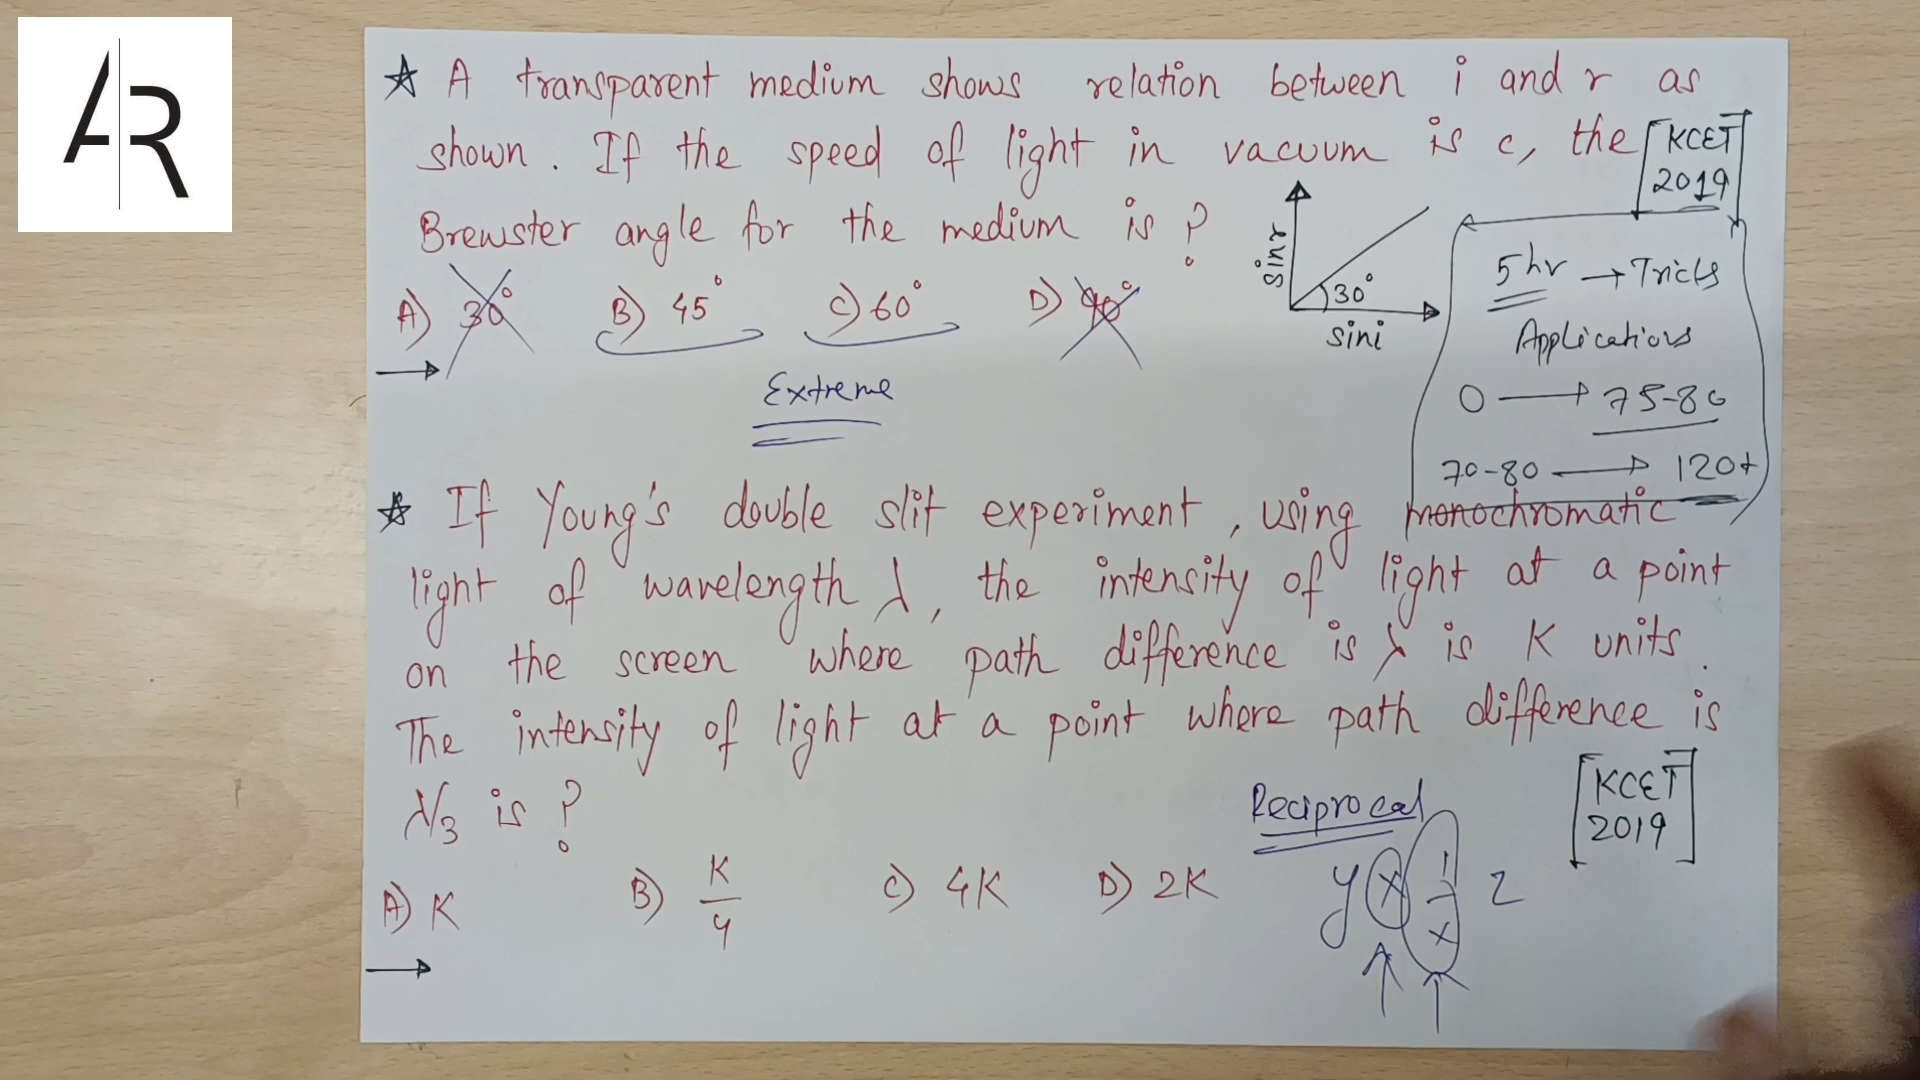 AR
☆ A transparent medium shows relation between i and r as
shown. If the speed of light in vacuum is c, the
[KCET
2019]
Brewster angle for the medium is ?
A) 30° B) 45° C) 60° D) 90°
sinr
30°
sini
5 hr → Tricks
Applications
0 → 75-80
70-80 → 120+
Extreme
☆ If Young's double slit experiment, using monochromatic
light of wavelength λ, the intensity of light at a point
on the screen where path difference is λ is K units.
The intensity of light at a point where path difference is
λ/3 is ?
[KCET
2019]
Reciprocal
y x 1/x z
A) K B) K/4 C) 4K D) 2K